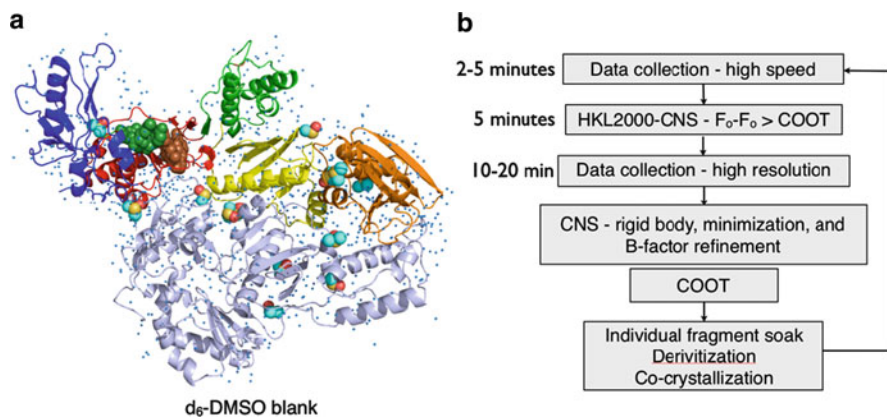 a
d₆-DMSO blank
b
2-5 minutes
Data collection - high speed
5 minutes
HKL2000-CNS - Fₒ-Fₒ > COOT
10-20 min
Data collection - high resolution
CNS - rigid body, minimization, and
B-factor refinement
COOT
Individual fragment soak
Derivitization
Co-crystallization